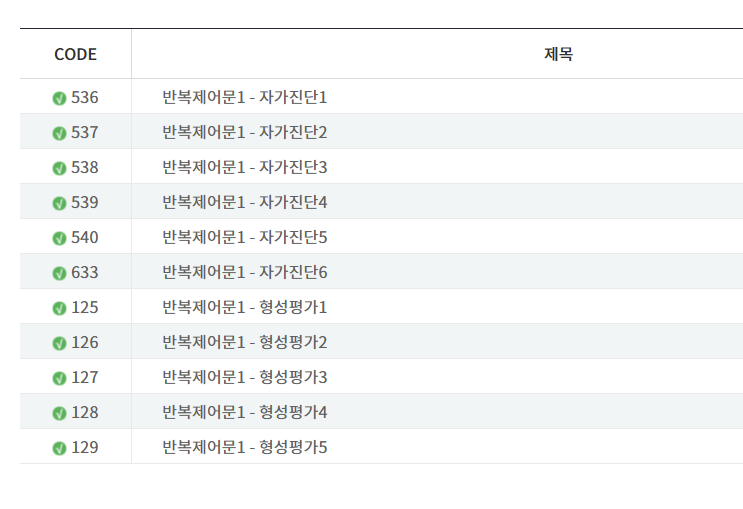 CODE 제목
536 반복제어문1 - 자가진단1
537 반복제어문1 - 자가진단2
538 반복제어문1 - 자가진단3
539 반복제어문1 - 자가진단4
540 반복제어문1 - 자가진단5
633 반복제어문1 - 자가진단6
125 반복제어문1 - 형성평가1
126 반복제어문1 - 형성평가2
127 반복제어문1 - 형성평가3
128 반복제어문1 - 형성평가4
129 반복제어문1 - 형성평가5